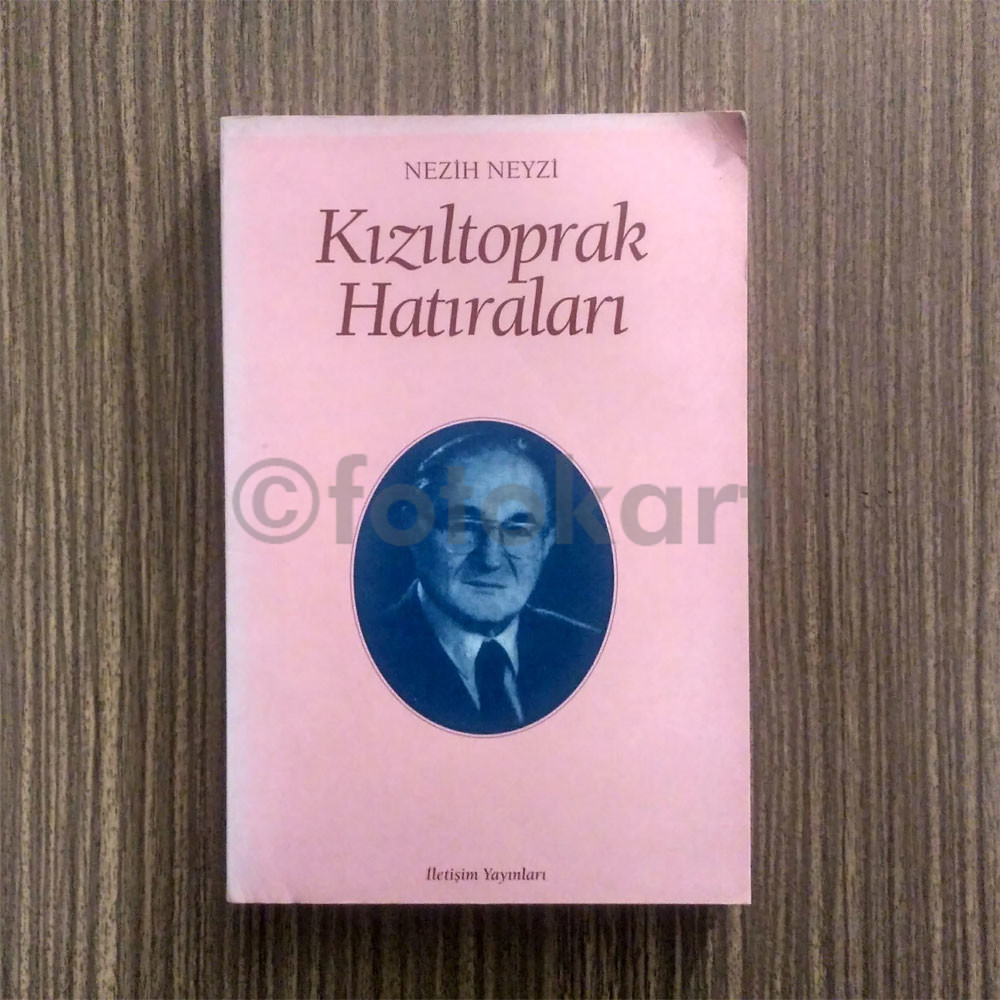 NEZİH NEYZİ
Kızıltoprak
Hatıraları
©fotokart
İletişim Yayınları